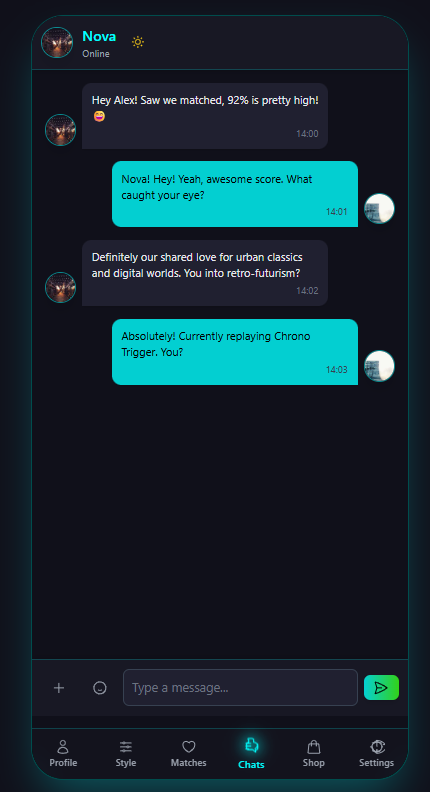 Nova
Online
Hey Alex! Saw we matched, 92% is pretty high!
😄
14:00
Nova! Hey! Yeah, awesome score. What
caught your eye?
14:01
Definitely our shared love for urban classics
and digital worlds. You into retro-futurism?
14:02
Absolutely! Currently replaying Chrono
Trigger. You?
14:03
Type a message...
Profile
Style
Matches
Chats
Shop
Settings